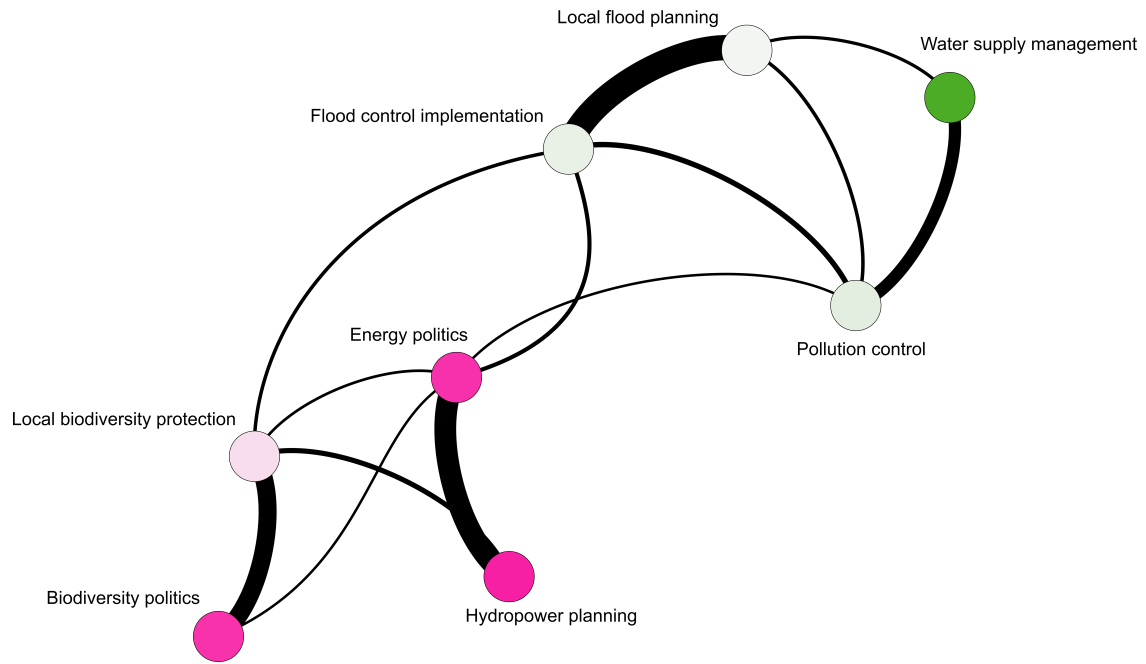 Local flood planning
Water supply management
Flood control implementation
Energy politics
Pollution control
Local biodiversity protection
Biodiversity politics
Hydropower planning